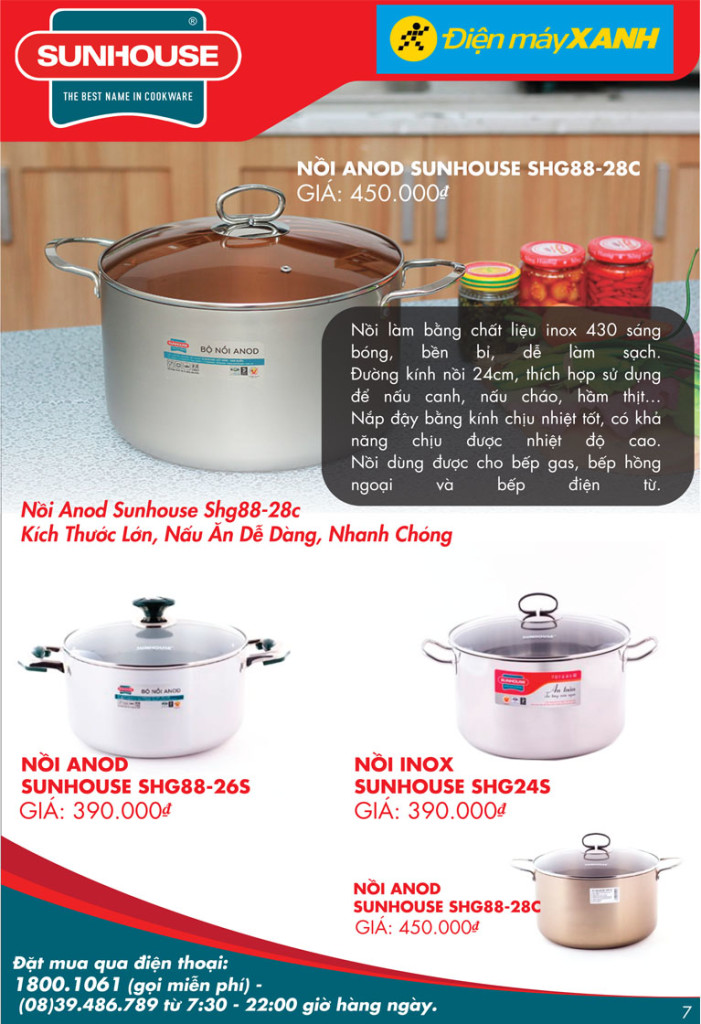 SUNHOUSE
®
THE BEST NAME IN COOKWARE
Điện máyXANH
NỒI ANOD SUNHOUSE SHG88-28C
GIÁ: 450.000₫
SUNHOUSE
BỘ NỒI ANOD
Nồi làm bằng chất liệu inox 430 sáng
bóng, bền bỉ, dễ làm sạch.
Đường kính nồi 24cm, thích hợp sử dụng
để nấu canh, nấu cháo, hầm thịt...
Nắp đậy bằng kính chịu nhiệt tốt, có khả
năng chịu được nhiệt độ cao.
Nồi dùng được cho bếp gas, bếp hồng
ngoại và bếp điện từ.
Nồi Anod Sunhouse Shg88-28c
Kích Thước Lớn, Nấu Ăn Dễ Dàng, Nhanh Chóng
SUNHOUSE
SUNHOUSE
BỘ NỒI ANOD
SUNHOUSE
SUNHOUSE
An toàn
NỒI ANOD
SUNHOUSE SHG88-26S
GIÁ: 390.000₫
NỒI INOX
SUNHOUSE SHG24S
GIÁ: 390.000₫
NỒI ANOD
SUNHOUSE SHG88-28C
GIÁ: 450.000₫
Đặt mua qua điện thoại:
1800.1061 (gọi miễn phí) -
(08)39.486.789 từ 7:30 - 22:00 giờ hàng ngày.
7